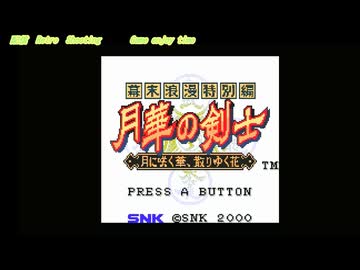 Retro Shooting Game enjoy time
幕末浪漫特別編
月華の剣士
月に咲く華、散りゆく花
TM
PRESS A BUTTON
SNK ©SNK 2000